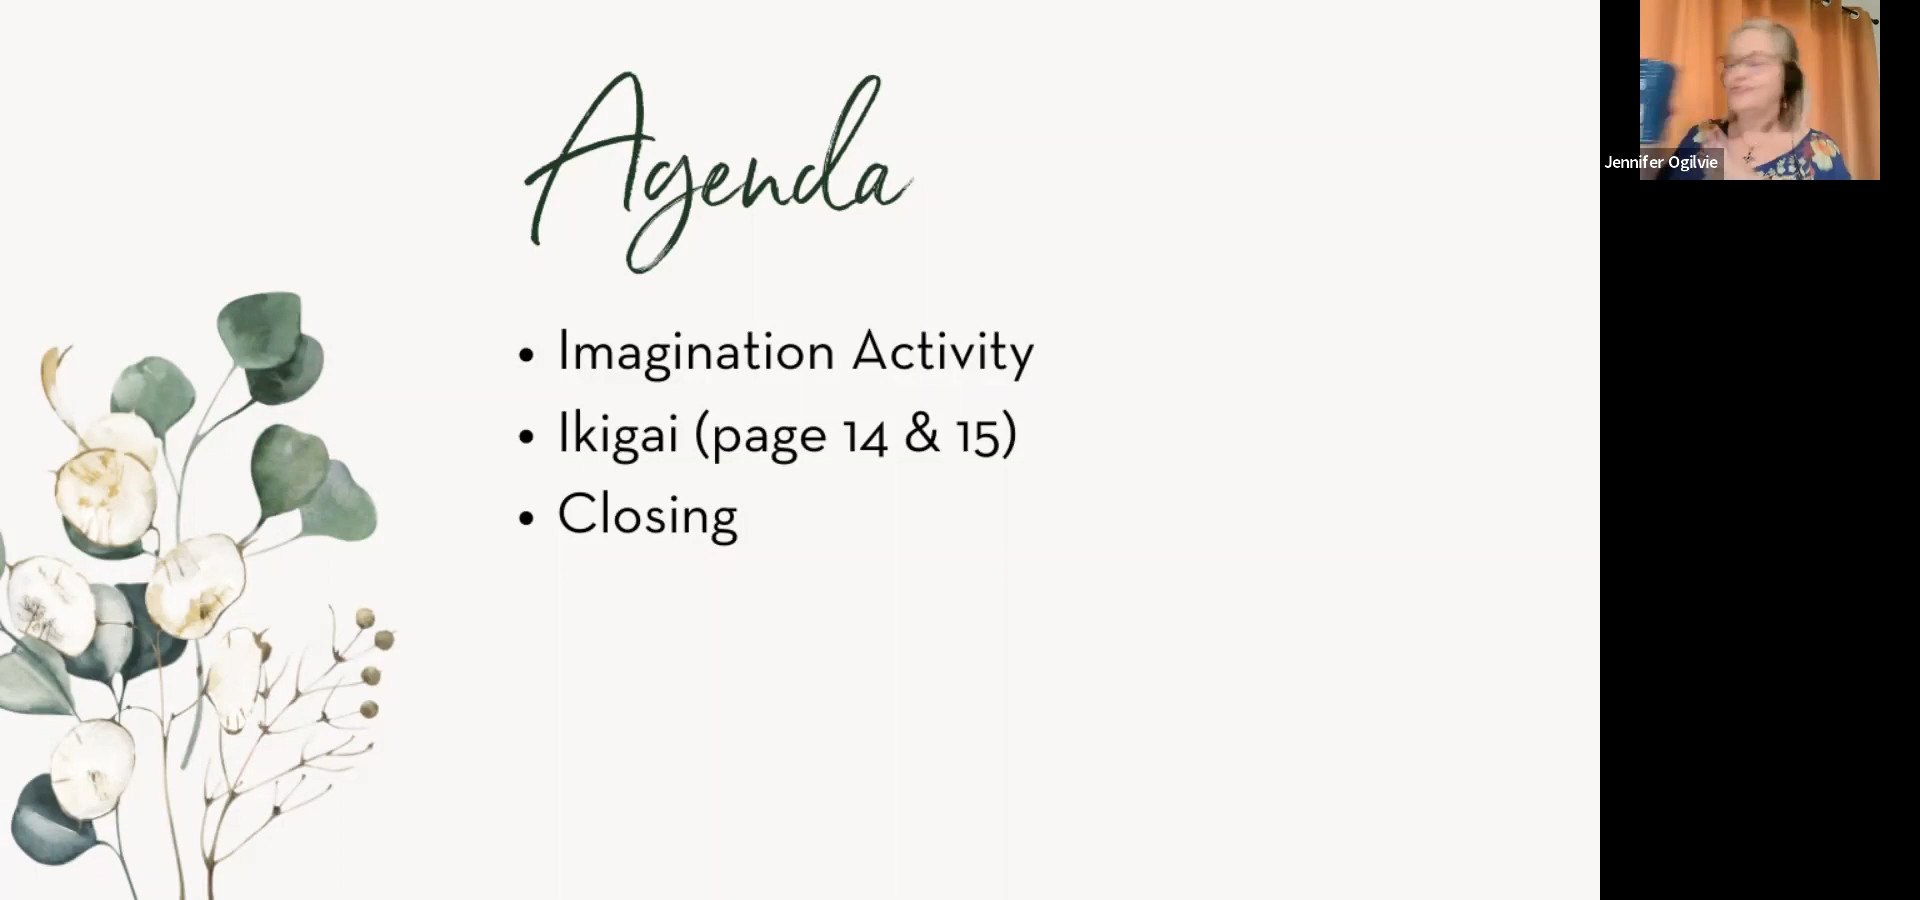 Agenda
• Imagination Activity
• Ikigai (page 14 & 15)
• Closing
Jennifer Ogilvie